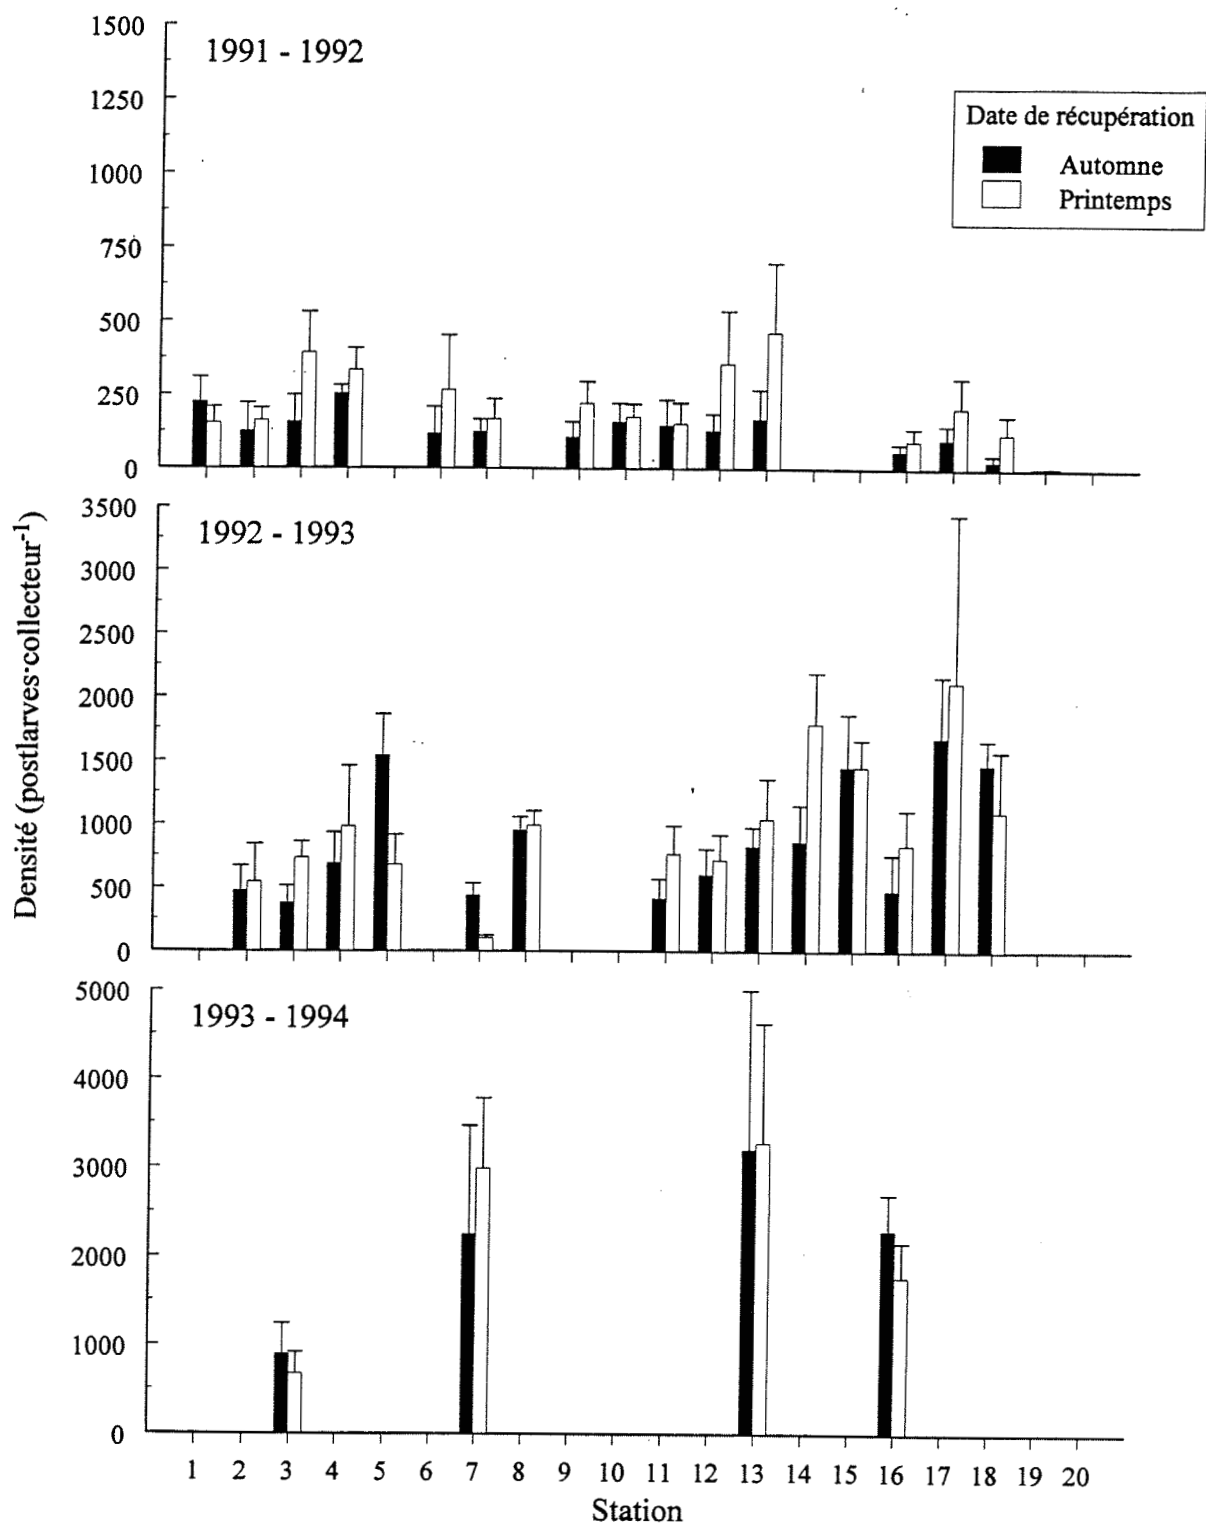 1991 - 1992
1500
1250
1000
750
500
250
0
Date de récupération
Automne
Printemps
1992 - 1993
3500
3000
2500
2000
1500
1000
500
0
Densité (postlarves·collecteur⁻¹)
1993 - 1994
5000
4000
3000
2000
1000
0
1 2 3 4 5 6 7 8 9 10 11 12 13 14 15 16 17 18 19 20
Station